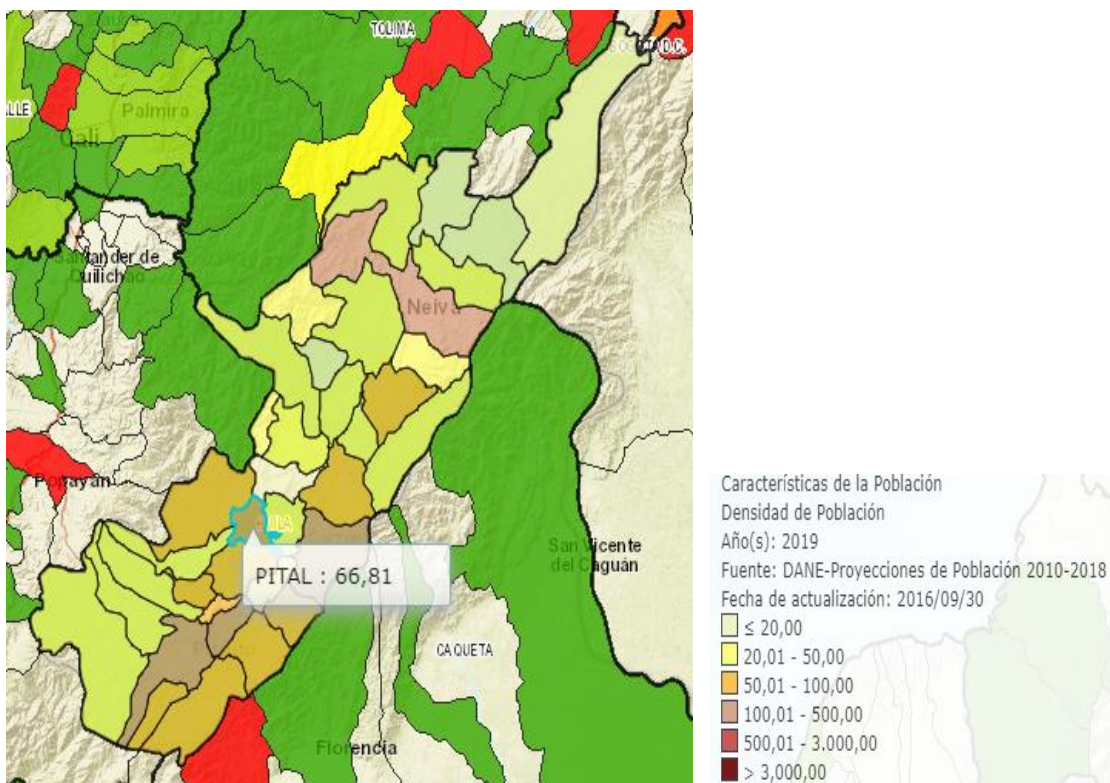 TOLIMA
D.C.
Palmira
Cali
Santander de
Quilichao
Neiva
Popayán
PITAL : 66,81
San Vicente
del Caguán
CAQUETA
Florencia
Características de la Población
Densidad de Población
Año(s): 2019
Fuente: DANE-Proyecciones de Población 2010-2018
Fecha de actualización: 2016/09/30
≤ 20,00
20,01 - 50,00
50,01 - 100,00
100,01 - 500,00
500,01 - 3.000,00
> 3,000,00